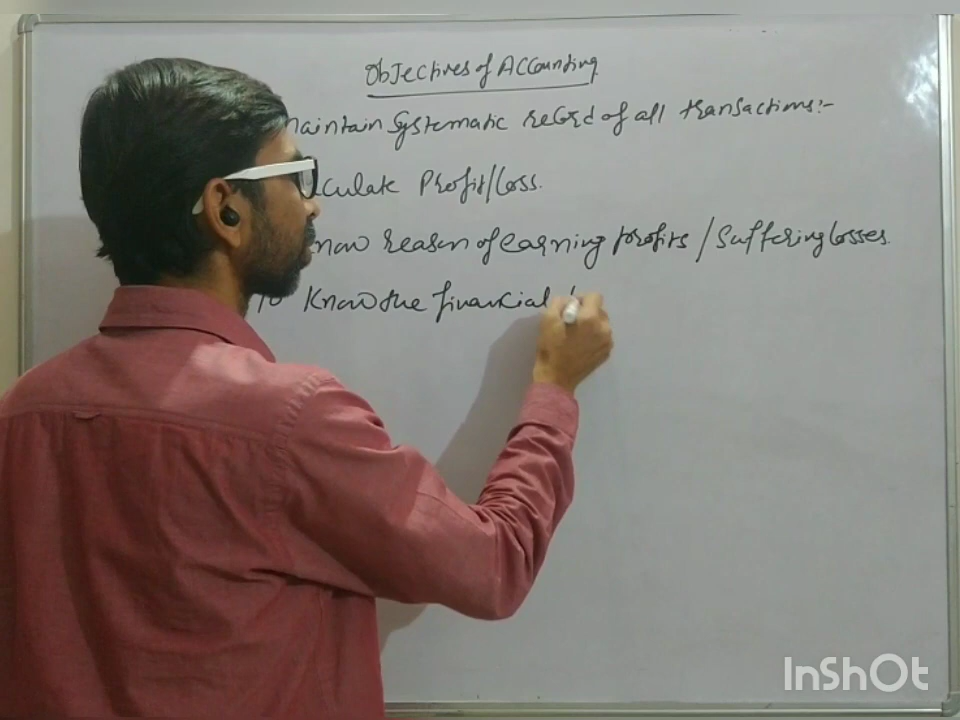 Objectives of Accounting
maintain systematic record of all transactions:-
culate Profit/Loss.
now reason of earning profits / suffering losses.
To Know the financial
InShOt